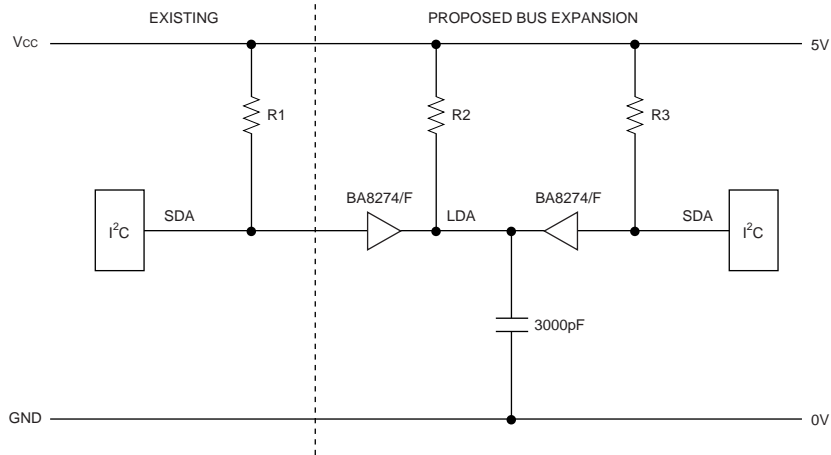 EXISTING
PROPOSED BUS EXPANSION
Vcc
5V
R1
R2
R3
BA8274/F
BA8274/F
SDA
LDA
SDA
I²C
I²C
3000pF
GND
0V